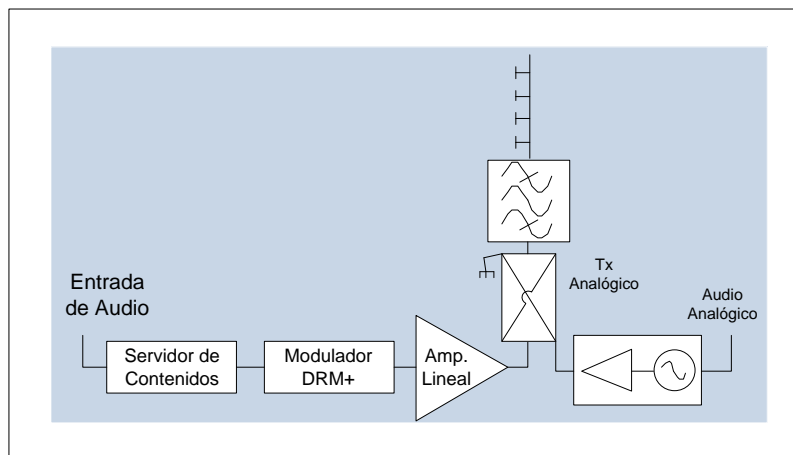 Entrada
de Audio
Servidor de
Contenidos
Modulador
DRM+
Amp.
Lineal
Tx
Analógico
Audio
Analógico